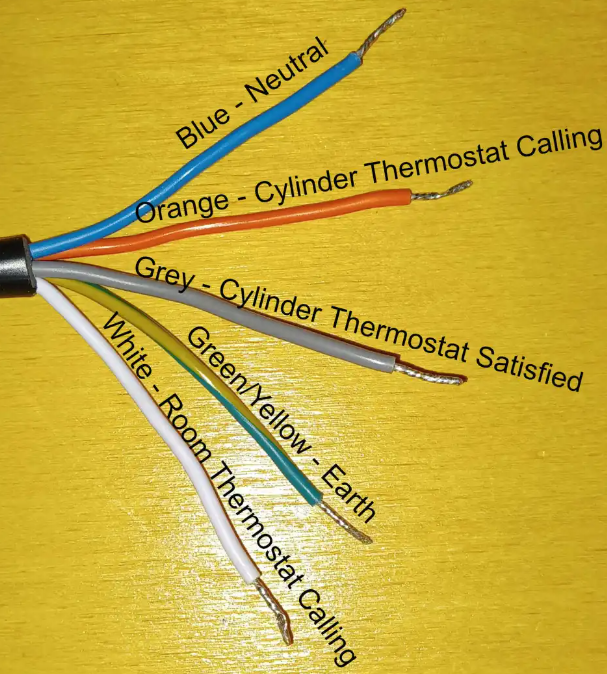 Blue - Neutral
Orange - Cylinder Thermostat Calling
Grey - Cylinder Thermostat Satisfied
Green/Yellow - Earth
White - Room Thermostat Calling